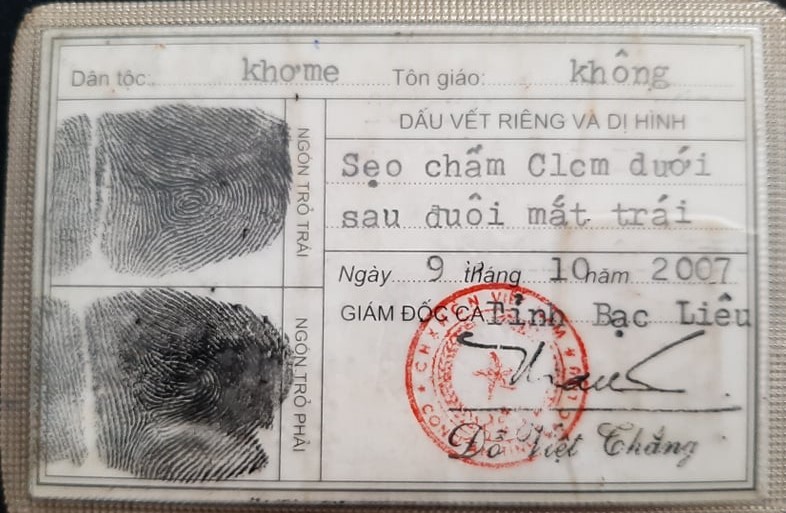 Dân tộc: khơme Tôn giáo: không
NGÓN TRỎ TRÁI
NGÓN TRỎ PHẢI
DẤU VẾT RIÊNG VÀ DỊ HÌNH
Sẹo chấm C1cm dưới
sau đuôi mắt trái
Ngày 9 tháng 10 năm 2007
GIÁM ĐỐC CA Tỉnh Bạc Liêu
Đỗ Việt Chắng